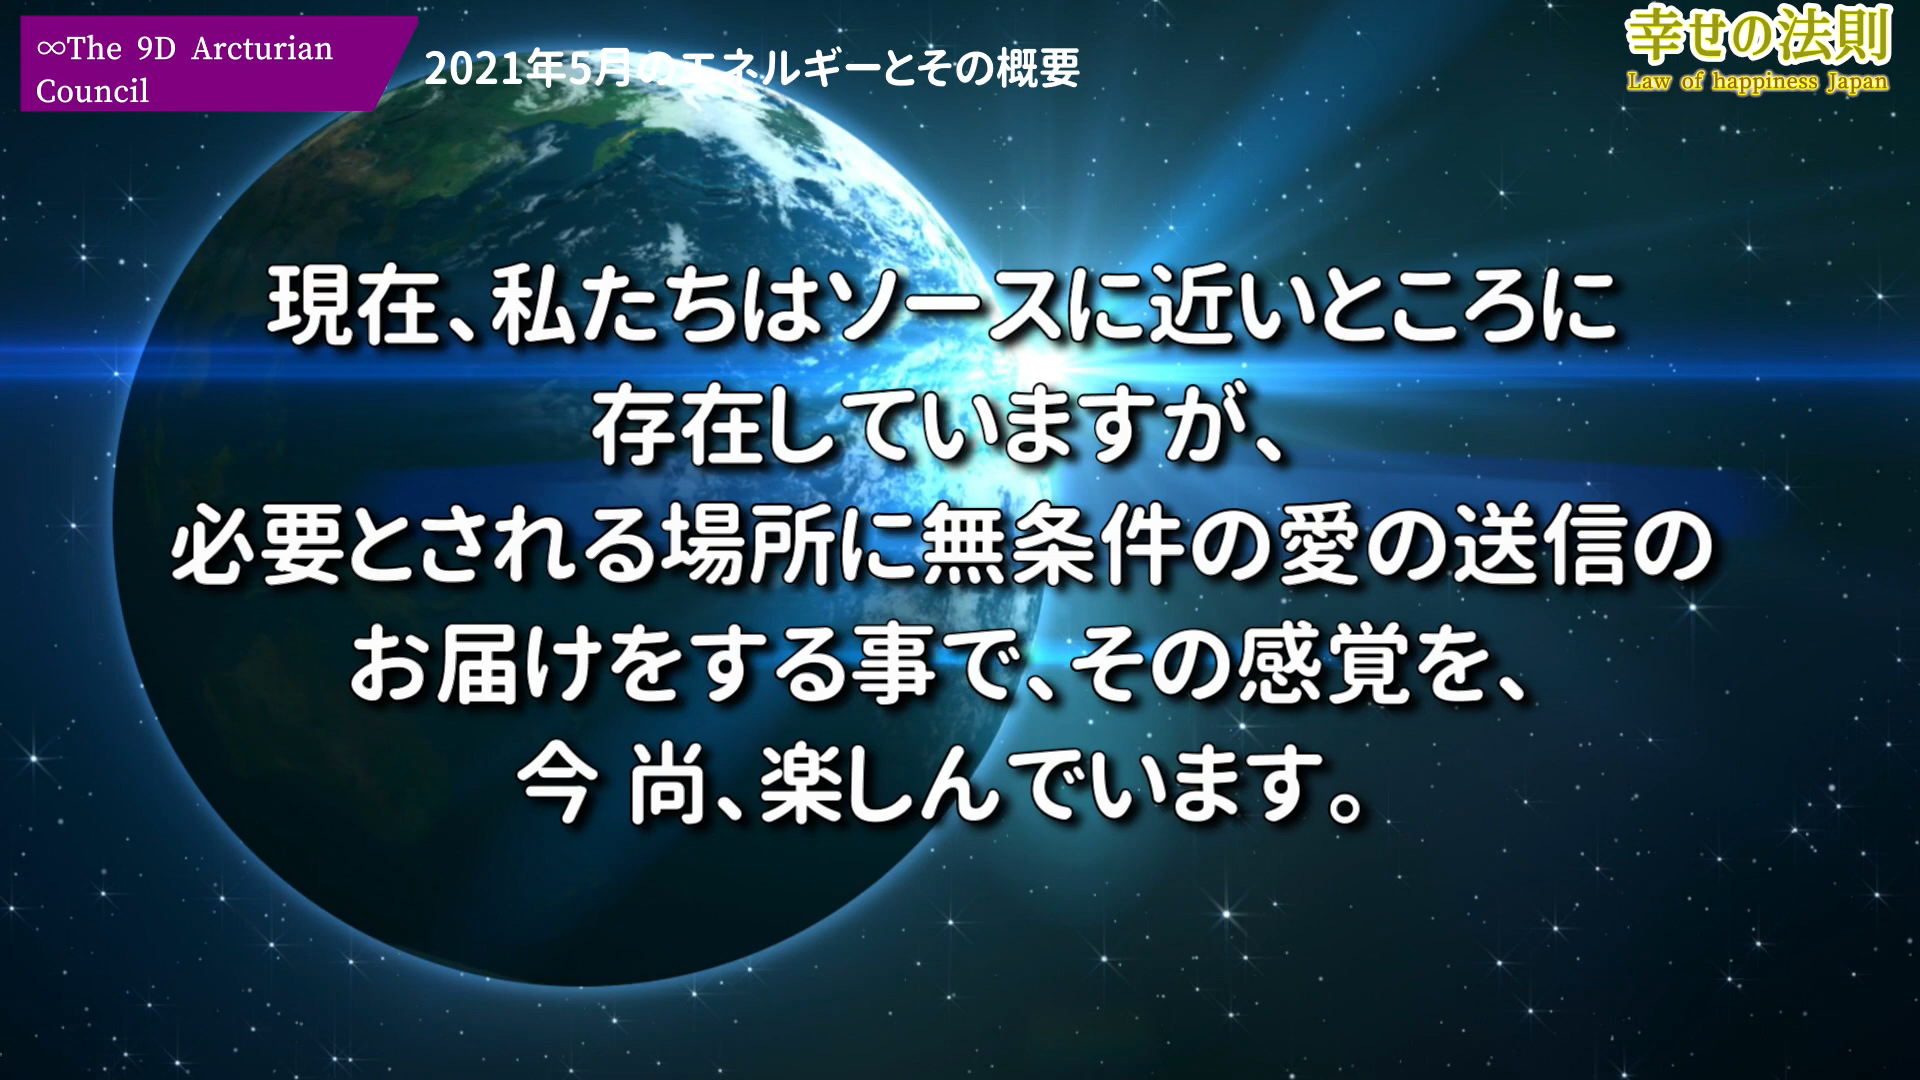 ∞The 9D Arcturian
Council
2021年5月のエネルギーとその概要
幸せの法則
Law of happiness Japan
現在、私たちはソースに近いところに
存在していますが、
必要とされる場所に無条件の愛の送信の
お届けをする事で、その感覚を、
今 尚、楽しんでいます。